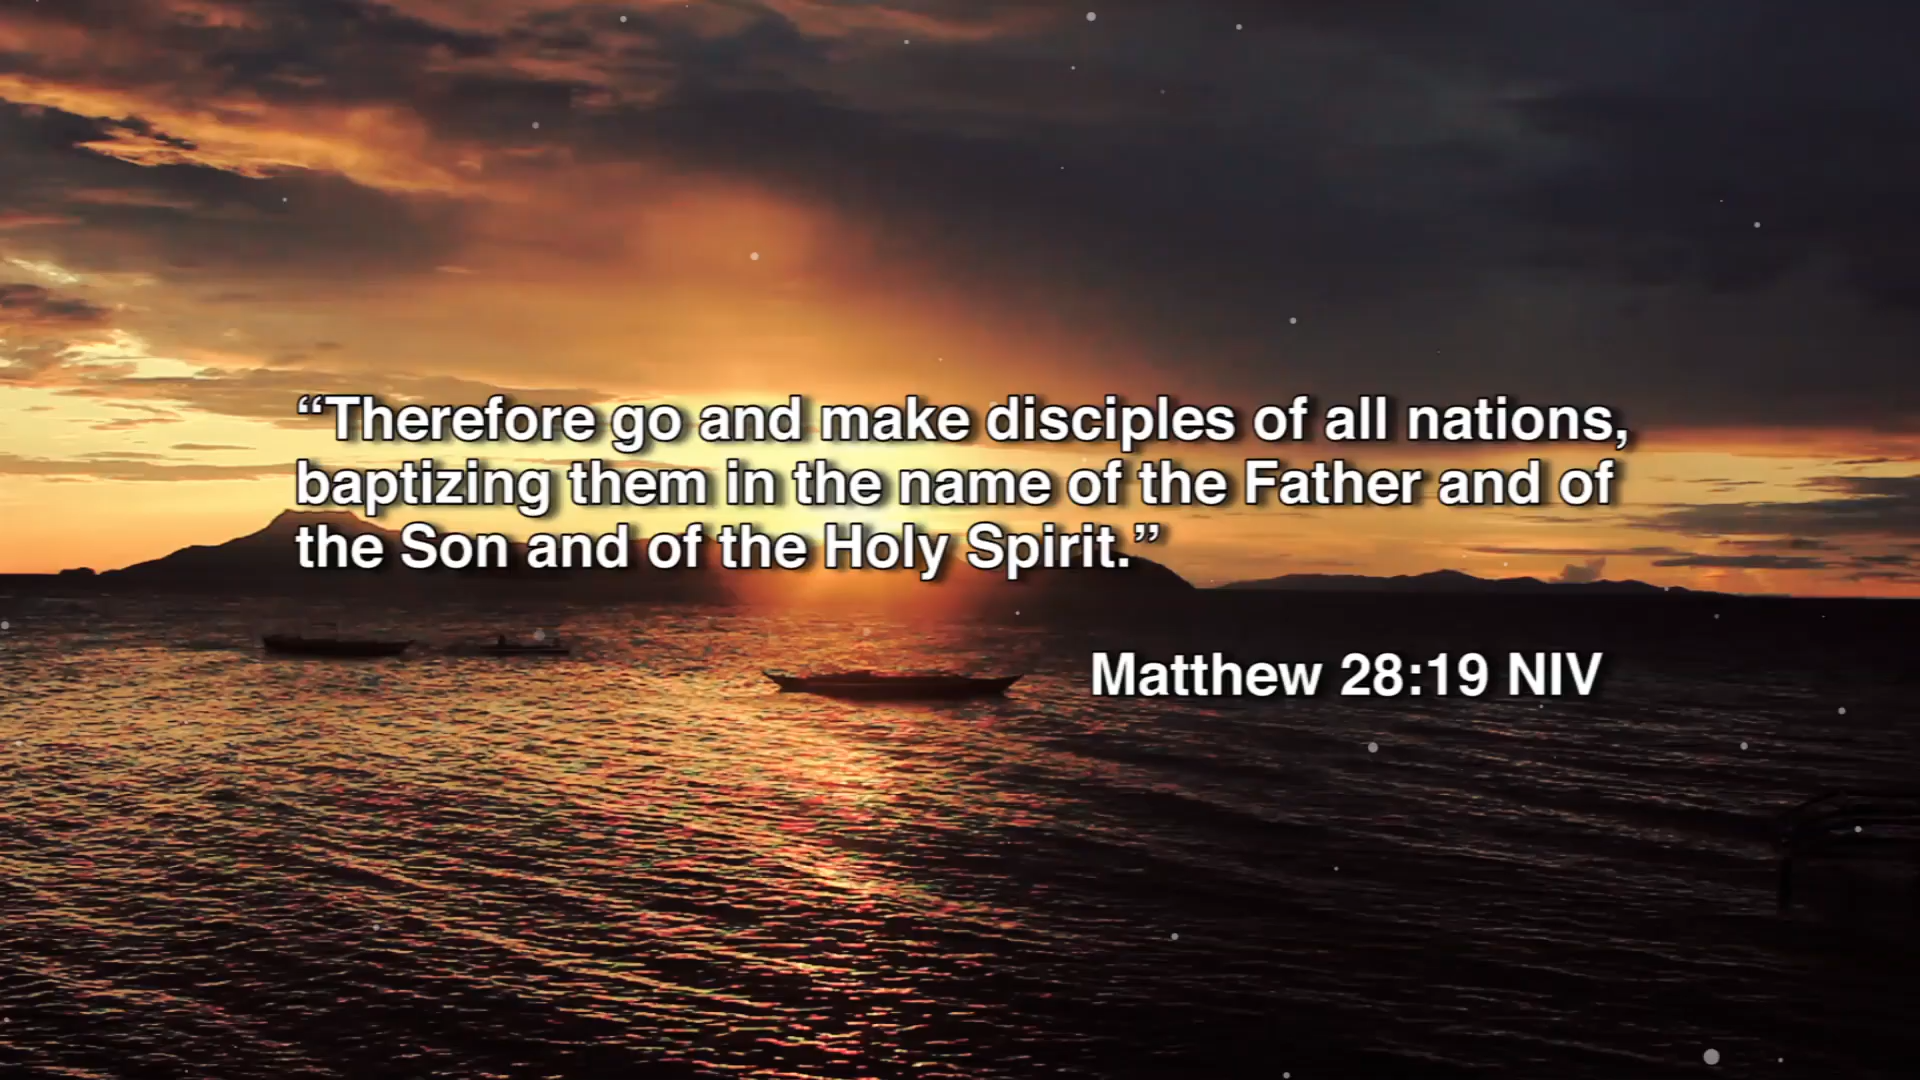 “Therefore go and make disciples of all nations,
baptizing them in the name of the Father and of
the Son and of the Holy Spirit.”
Matthew 28:19 NIV